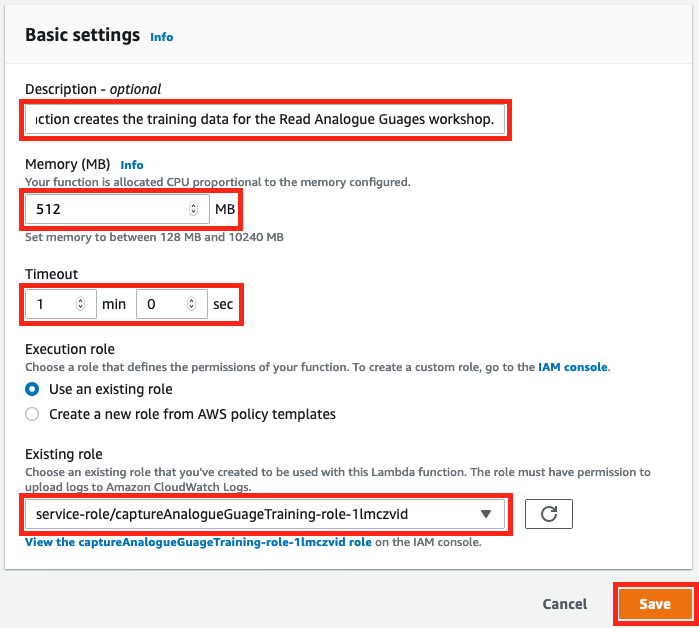 Basic settings Info
Description - optional
ction creates the training data for the Read Analogue Guages workshop.
Memory (MB) Info
Your function is allocated CPU proportional to the memory configured.
512 MB
Set memory to between 128 MB and 10240 MB
Timeout
1 min 0 sec
Execution role
Choose a role that defines the permissions of your function. To create a custom role, go to the IAM console.
Use an existing role
Create a new role from AWS policy templates
Existing role
Choose an existing role that you've created to be used with this Lambda function. The role must have permission to
upload logs to Amazon CloudWatch Logs.
service-role/captureAnalogueGuageTraining-role-1lmczvid
View the captureAnalogueGuageTraining-role-1lmczvid role on the IAM console.
Cancel Save